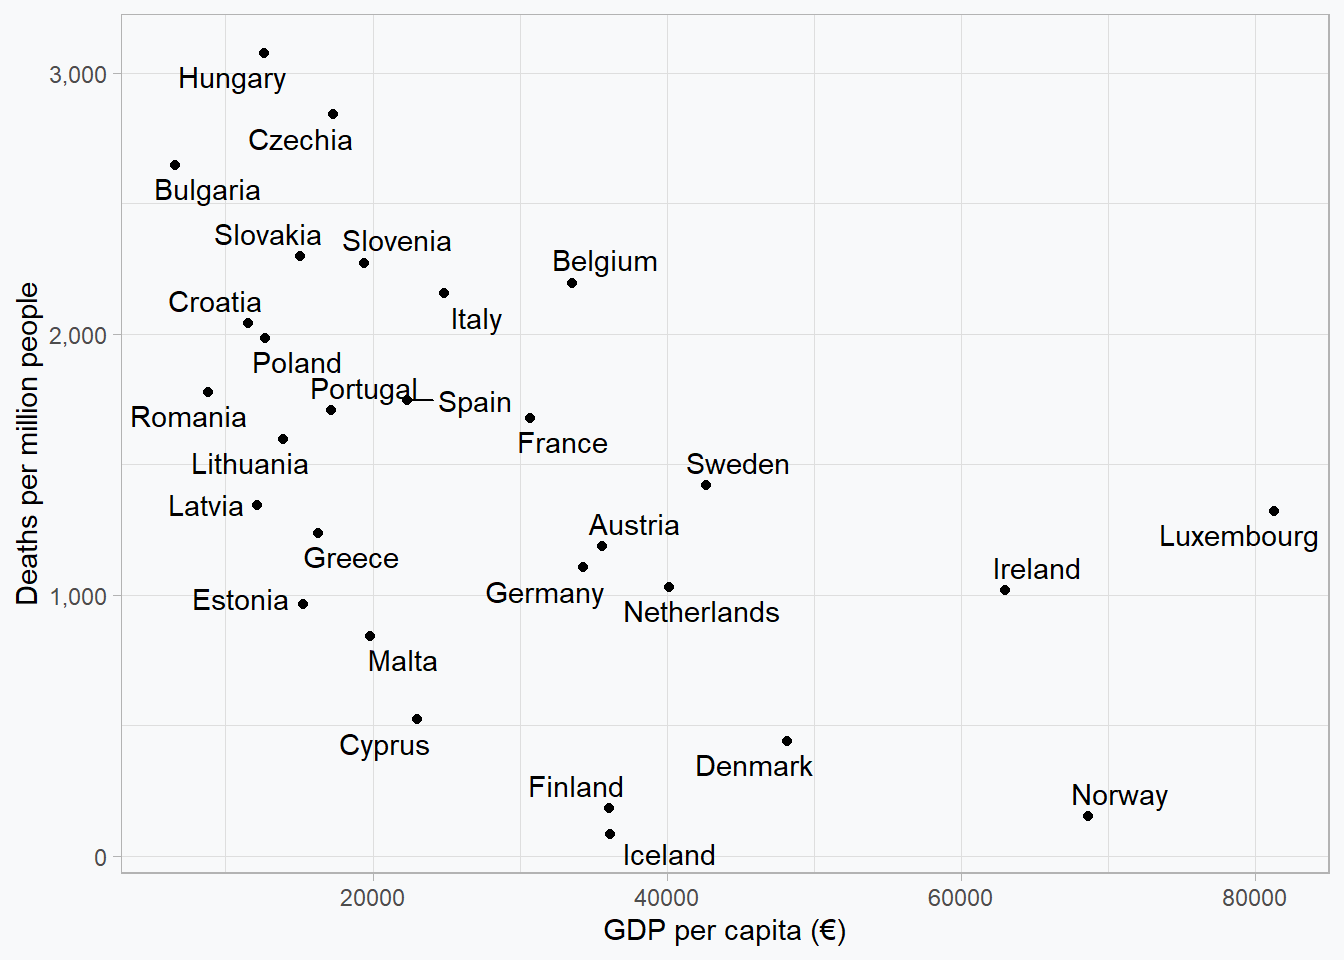 3,000
Hungary
Czechia
Bulgaria
Slovakia
Slovenia
Belgium
Croatia
Italy
2,000
Poland
Portugal
Spain
Romania
France
Lithuania
Sweden
Latvia
Austria
Luxembourg
Greece
Ireland
Germany
1,000
Estonia
Netherlands
Malta
Cyprus
Denmark
Finland
Norway
Iceland
0
Deaths per million people
20000 40000 60000 80000
GDP per capita (€)